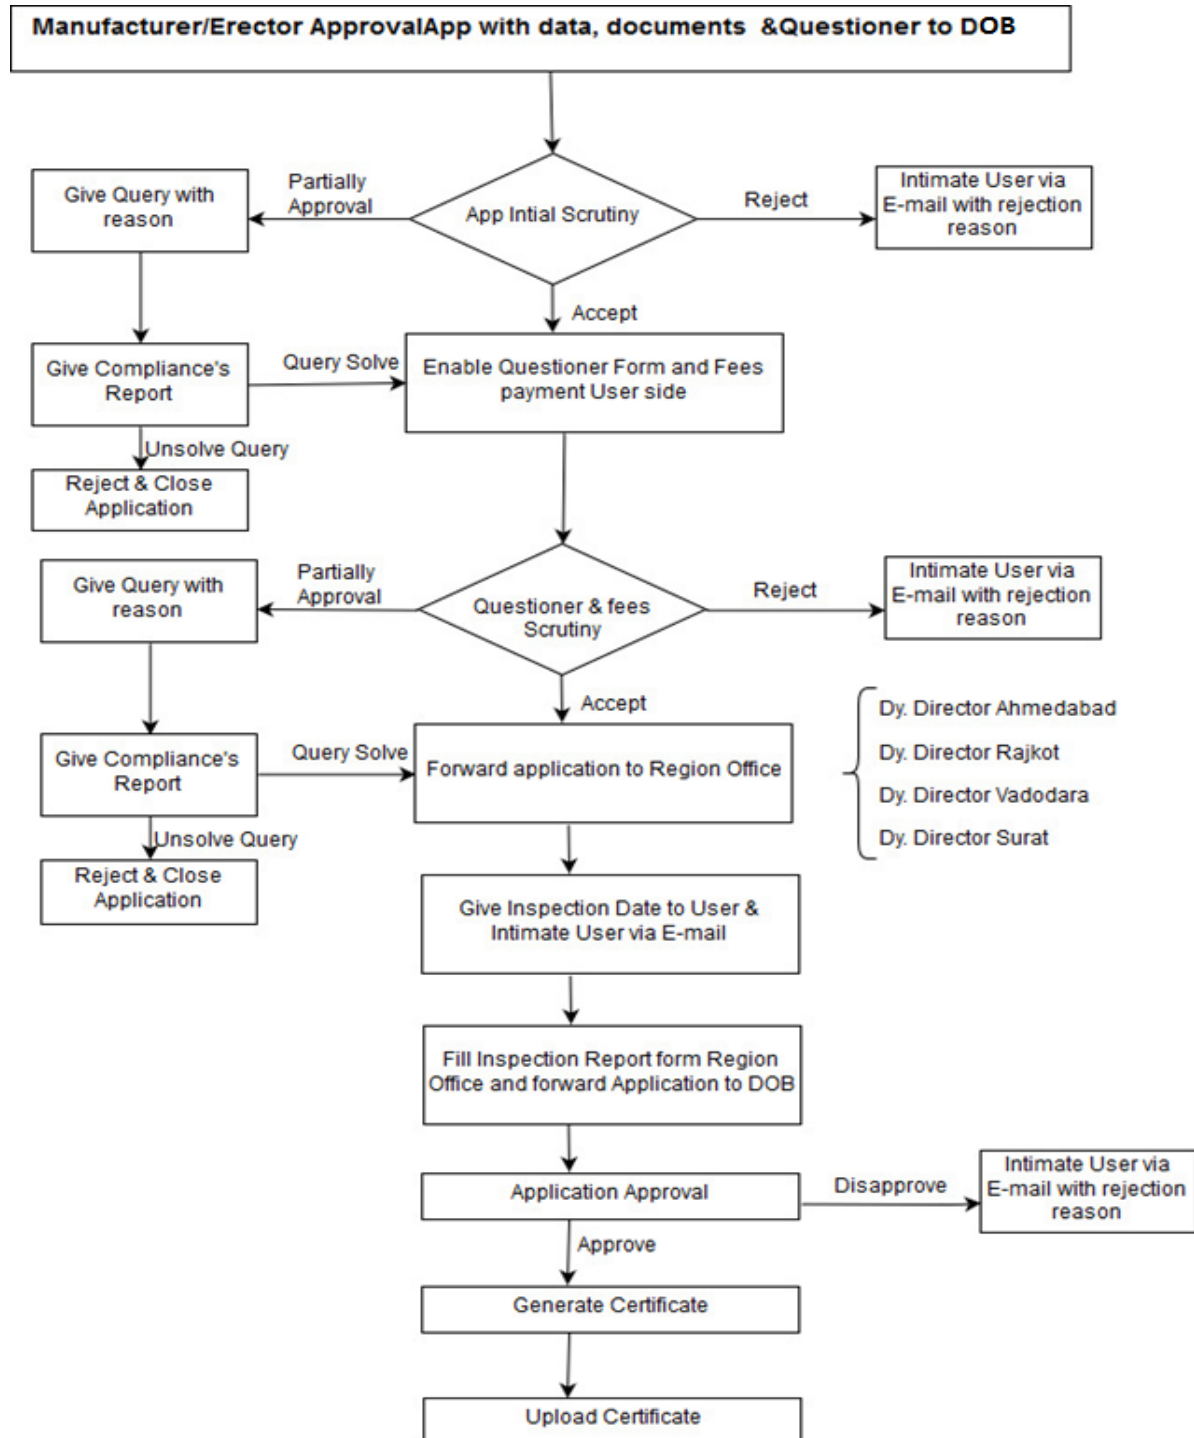 Manufacturer/Erector ApprovalApp with data, documents &Questioner to DOB
Give Query with
reason
Partially
Approval
App Intial Scrutiny
Reject
Intimate User via
E-mail with rejection
reason
Accept
Give Compliance's
Report
Query Solve
Enable Questioner Form and Fees
payment User side
Unsolve Query
Reject & Close
Application
Give Query with
reason
Partially
Approval
Questioner & fees
Scrutiny
Reject
Intimate User via
E-mail with rejection
reason
Accept
Give Compliance's
Report
Query Solve
Forward application to Region Office
Dy. Director Ahmedabad
Dy. Director Rajkot
Dy. Director Vadodara
Dy. Director Surat
Unsolve Query
Reject & Close
Application
Give Inspection Date to User &
Intimate User via E-mail
Fill Inspection Report form Region
Office and forward Application to DOB
Application Approval
Disapprove
Intimate User via
E-mail with rejection
reason
Approve
Generate Certificate
Upload Certificate